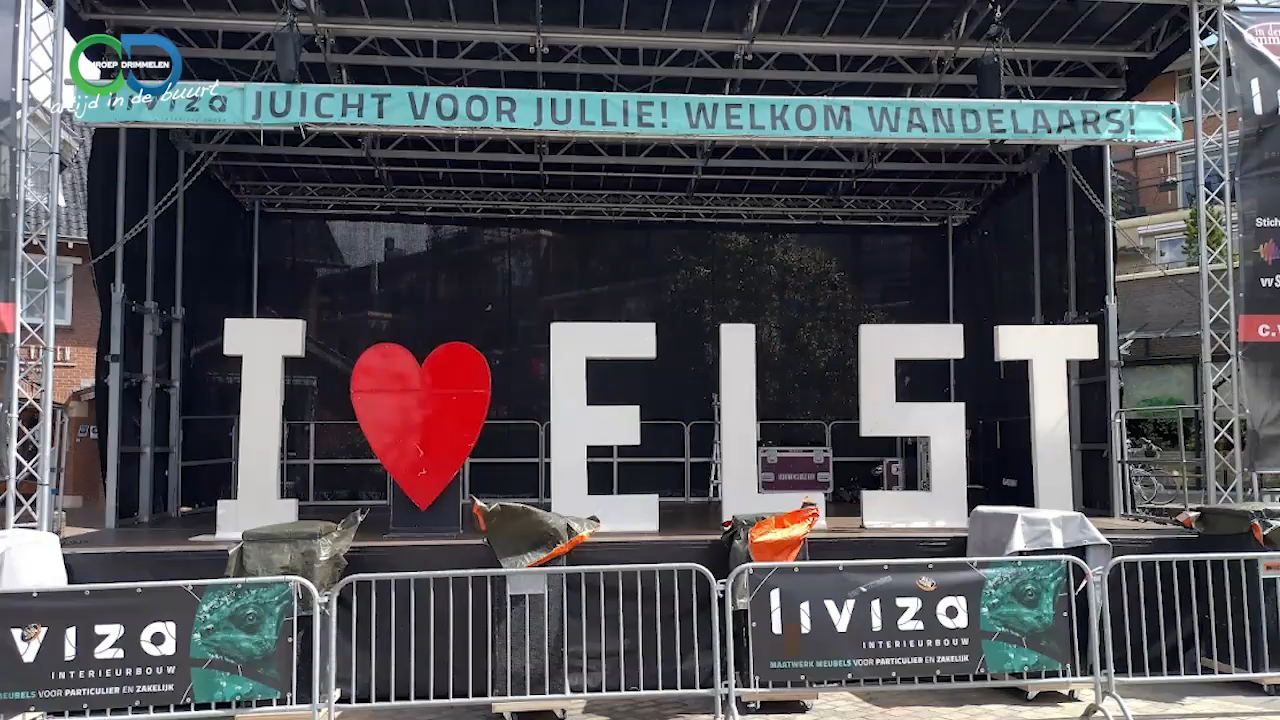 OMROEP DRIMMELEN
altijd in de buurt
JUICHT VOOR JULLIE! WELKOM WANDELAARS!
I ELST
VIZA
INTERIEURBOUW
MEUBELS VOOR PARTICULIER EN ZAKELIJK
LIVIZA
INTERIEURBOUW
MAATWERK MEUBELS VOOR PARTICULIER EN ZAKELIJK
Stich
C.